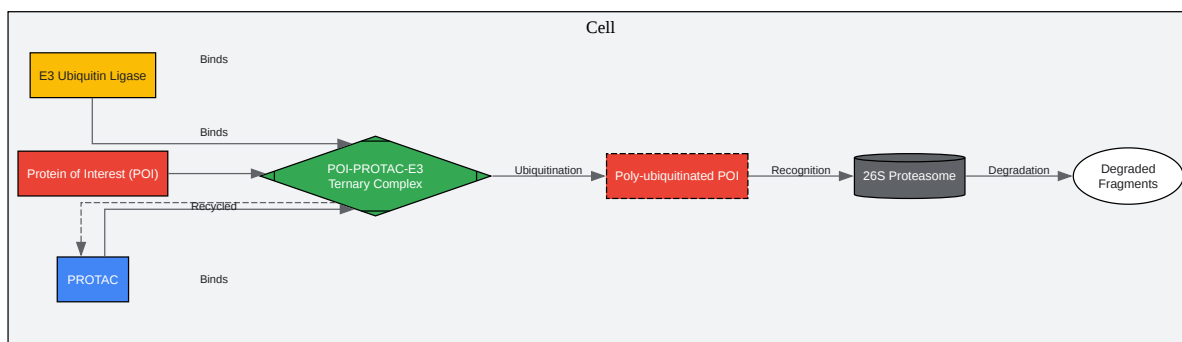 Cell
Binds
E3 Ubiquitin Ligase
Binds
Protein of Interest (POI)
POI-PROTAC-E3
Ternary Complex
Ubiquitination
Poly-ubiquitinated POI
Recognition
26S Proteasome
Degradation
Degraded
Fragments
Recycled
PROTAC
Binds